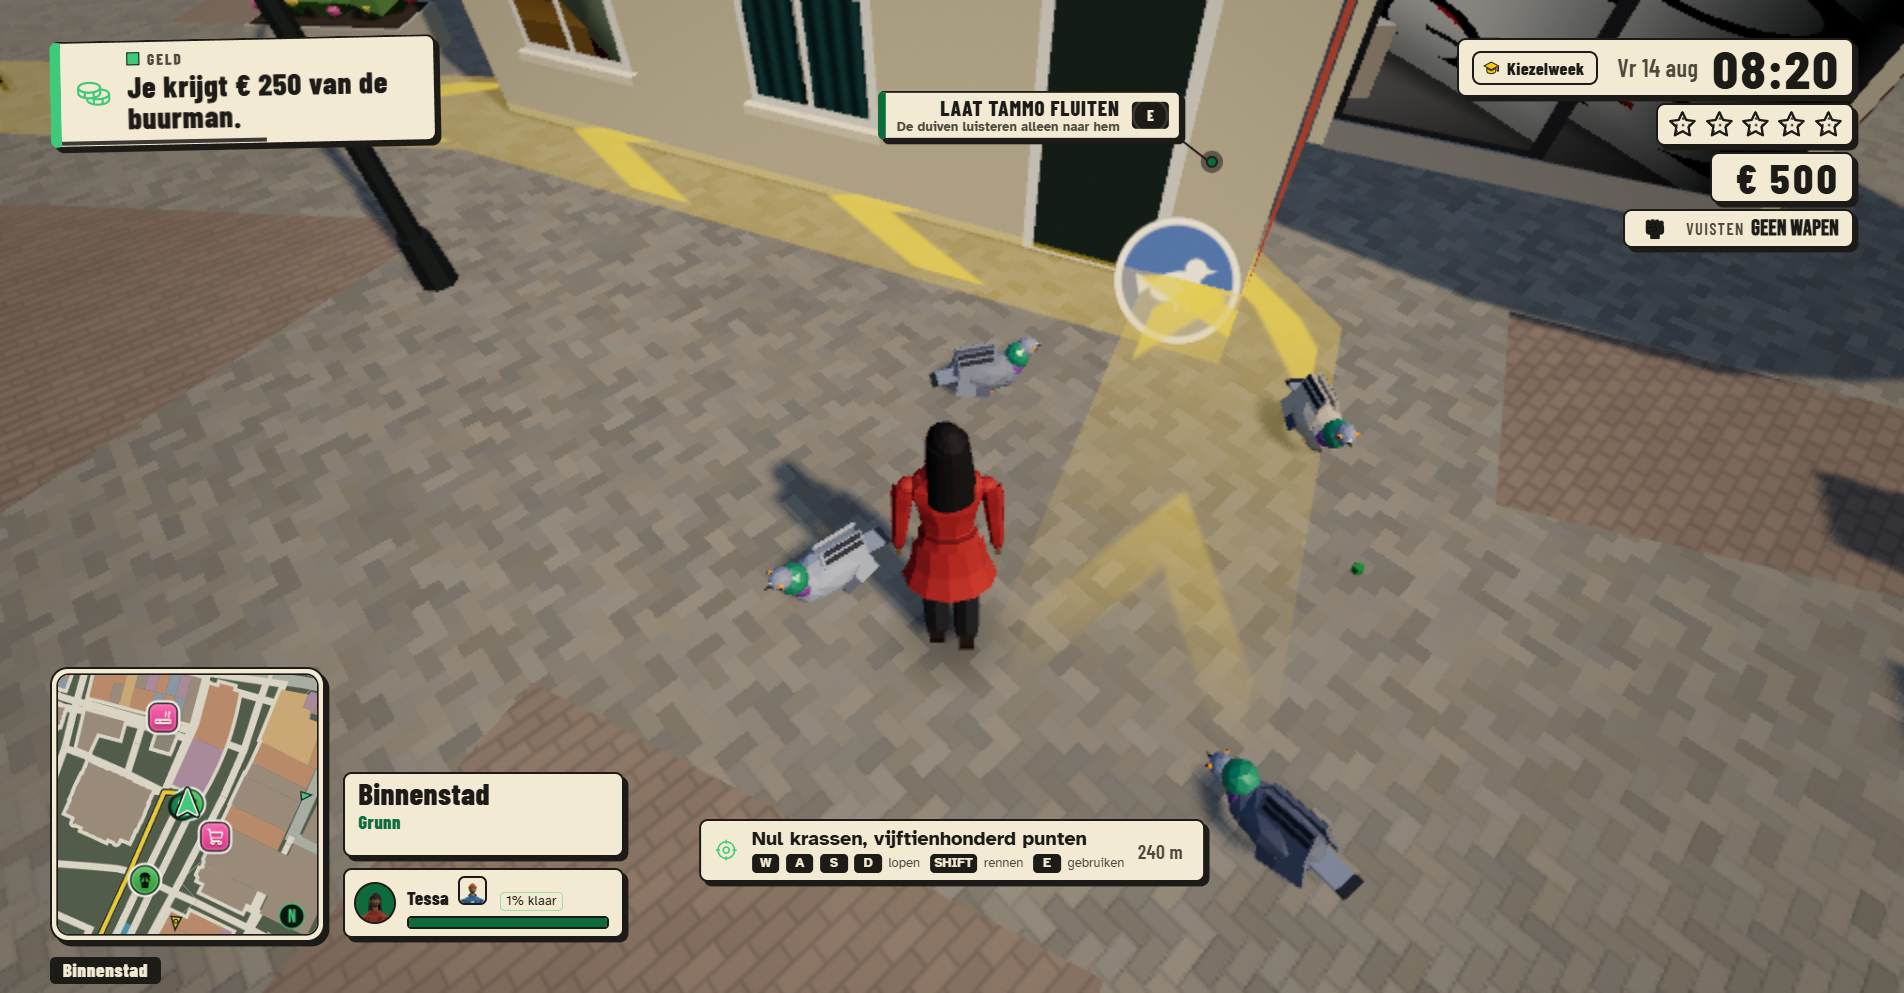 GELD
Je krijgt € 250 van de
buurman.
LAAT TAMMO FLUITEN
De duiven luisteren alleen naar hem
E
Kiezelweek
Vr 14 aug
08:20
€ 500
VUISTEN GEEN WAPEN
N
Binnenstad
Binnenstad
Grunn
Tessa
1% klaar
Nul krassen, vijftienhonderd punten
W A S D lopen SHIFT rennen E gebruiken
240 m